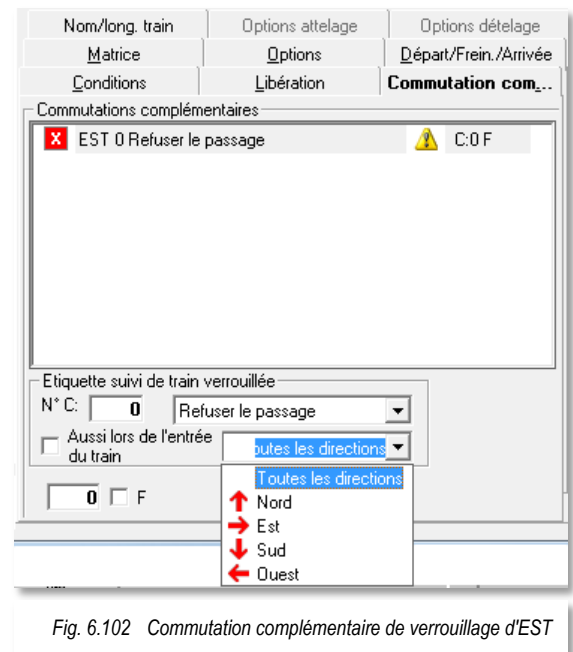 Nom/long. train Options attelage Options dételage
Matrice Options Départ/Frein./Arrivée
Conditions Libération Commutation com...
Commutations complémentaires
X EST 0 Refuser le passage C:0 F
Etiquette suivi de train verrouillée
N° C: 0 Refuser le passage
Aussi lors de l'entrée
du train
outes les directions
Toutes les directions
0 F
Nord
Est
Sud
Ouest
Fig. 6.102 Commutation complémentaire de verrouillage d'EST